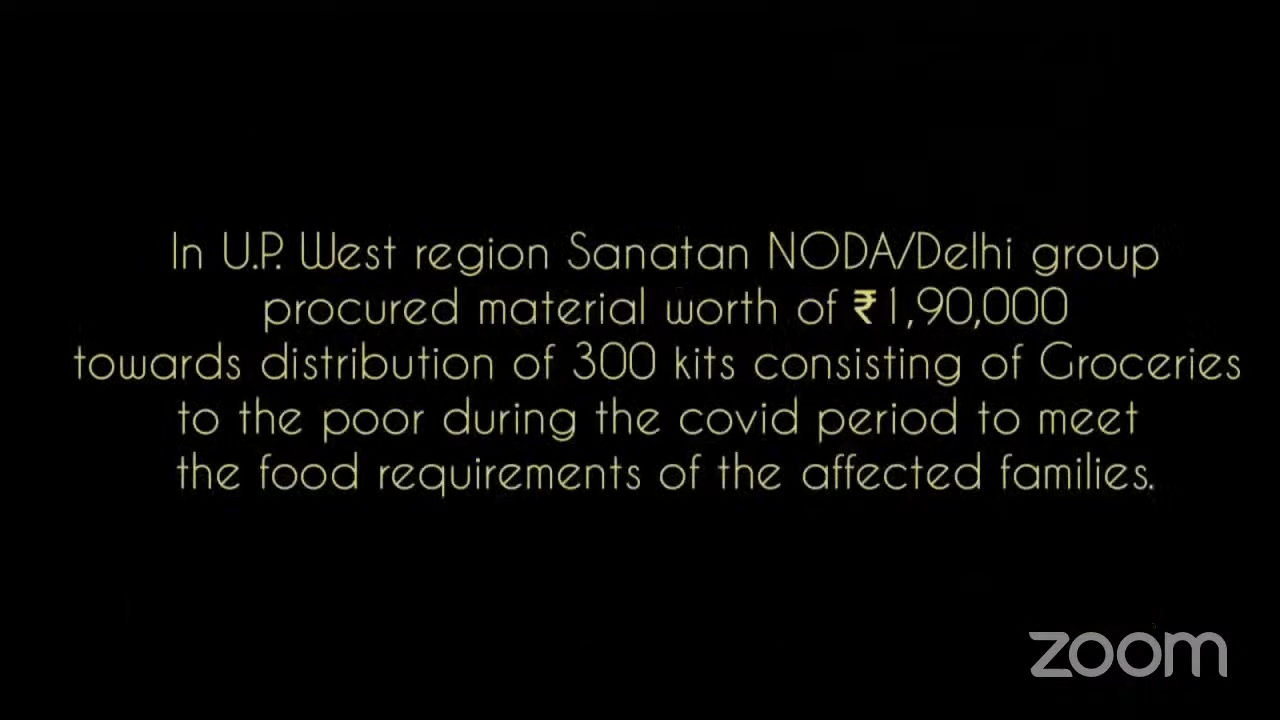 In U.P. West region Sanatan NODA/Delhi group
procured material worth of ₹1,90,000
towards distribution of 300 kits consisting of Groceries
to the poor during the covid period to meet
the food requirements of the affected families.
zoom